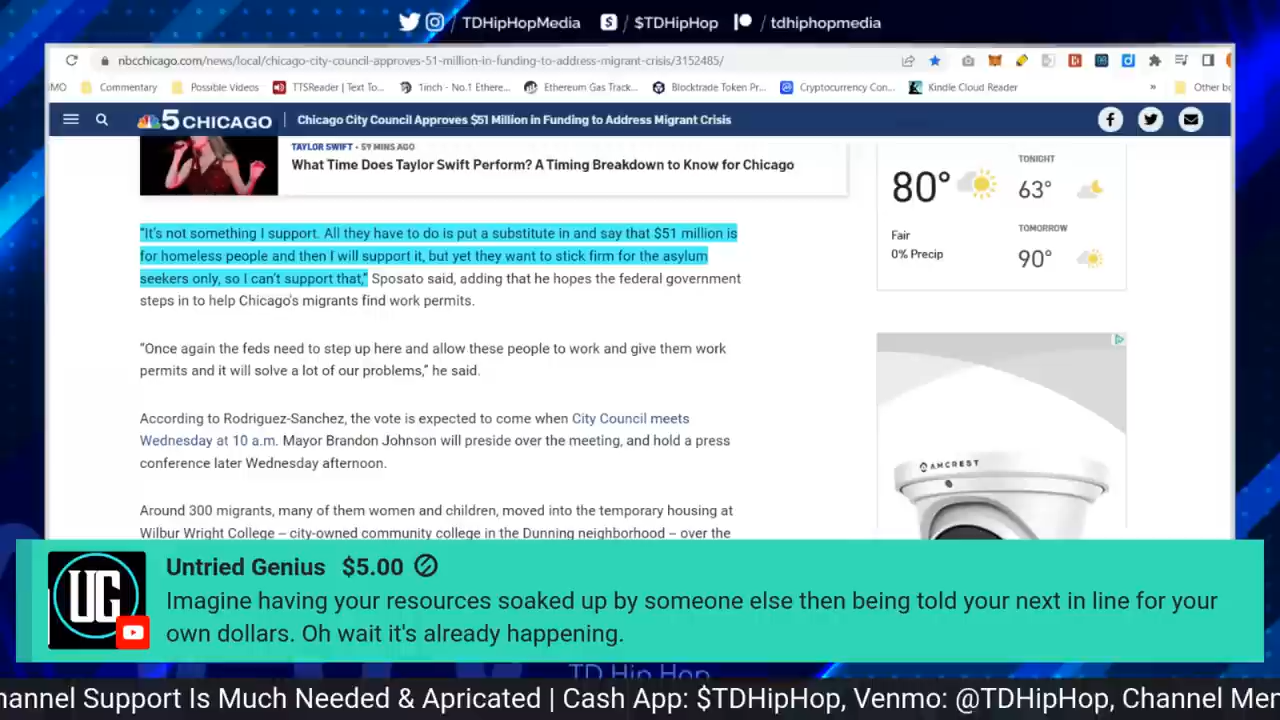 / TDHipHopMedia $ / $TDHipHop / tdhiphopmedia
nbcchicago.com/news/local/chicago-city-council-approves-51-million-in-funding-to-address-migrant-crisis/3152485/
MO Commentary Possible Videos TTSReader | Text To... 1inch - No.1 Ethere... Ethereum Gas Track... Blocktrade Token Pr... Cryptocurrency Con... Kindle Cloud Reader » Other bo
5 CHICAGO Chicago City Council Approves $51 Million in Funding to Address Migrant Crisis
TAYLOR SWIFT • 59 MINS AGO
What Time Does Taylor Swift Perform? A Timing Breakdown to Know for Chicago
80°
Fair
0% Precip
TONIGHT
63°
TOMORROW
90°
“It's not something I support. All they have to do is put a substitute in and say that $51 million is
for homeless people and then I will support it, but yet they want to stick firm for the asylum
seekers only, so I can't support that,” Sposato said, adding that he hopes the federal government
steps in to help Chicago's migrants find work permits.
“Once again the feds need to step up here and allow these people to work and give them work
permits and it will solve a lot of our problems,” he said.
According to Rodriguez-Sanchez, the vote is expected to come when City Council meets
Wednesday at 10 a.m. Mayor Brandon Johnson will preside over the meeting, and hold a press
conference later Wednesday afternoon.
Around 300 migrants, many of them women and children, moved into the temporary housing at
Wilbur Wright College – city-owned community college in the Dunning neighborhood – over the
AMCREST
UG
Untried Genius $5.00
Imagine having your resources soaked up by someone else then being told your next in line for your
own dollars. Oh wait it's already happening.
TD Hip Hop
hannel Support Is Much Needed & Apricated | Cash App: $TDHipHop, Venmo: @TDHipHop, Channel Mer